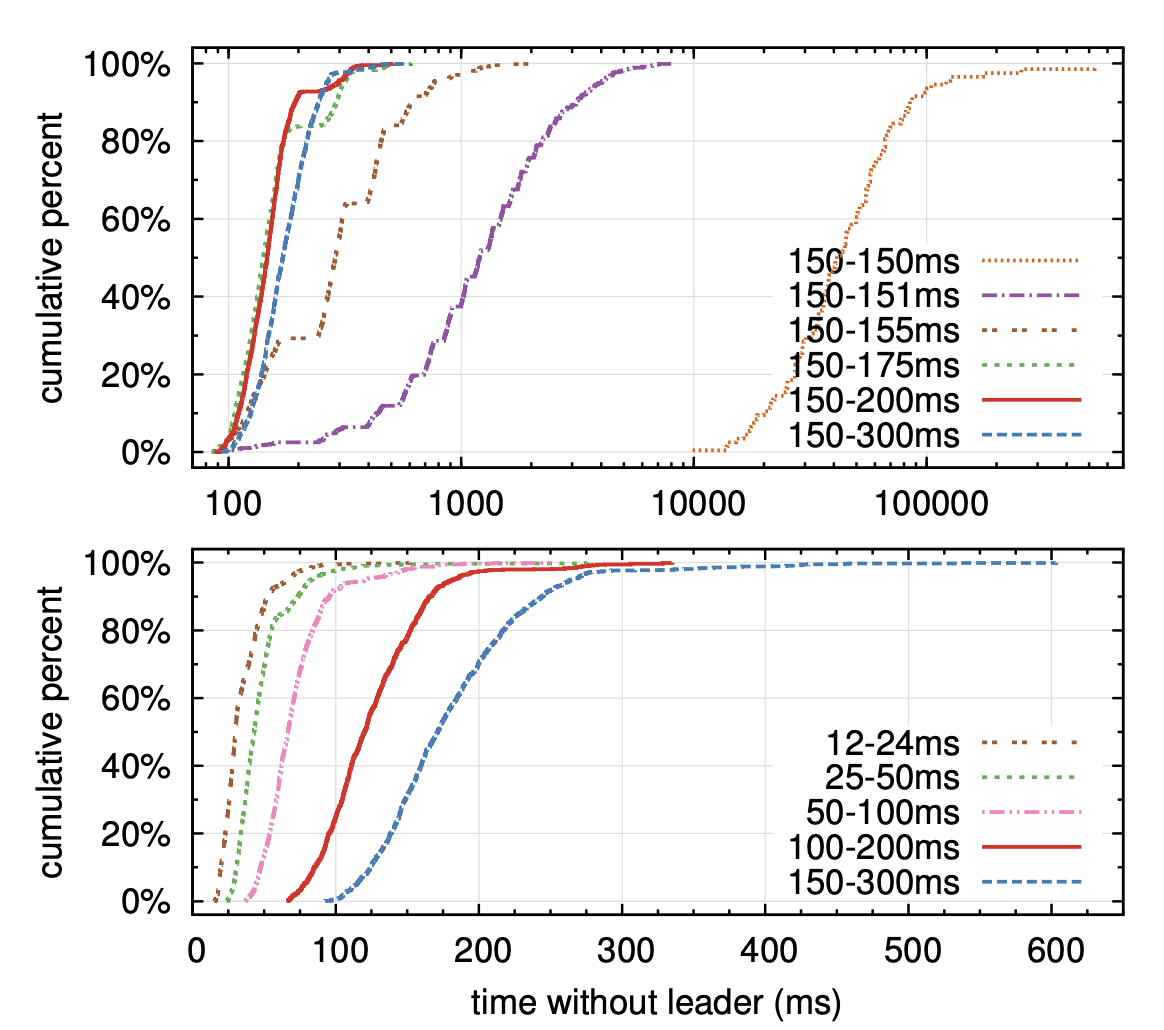 cumulative percent
100%
80%
60%
40%
20%
0%
150-150ms
150-151ms
150-155ms
150-175ms
150-200ms
150-300ms
100 1000 10000 100000
cumulative percent
100%
80%
60%
40%
20%
0%
12-24ms
25-50ms
50-100ms
100-200ms
150-300ms
0 100 200 300 400 500 600
time without leader (ms)